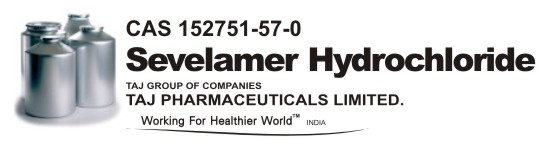 CAS 152751-57-0
Sevelamer Hydrochloride
TAJ GROUP OF COMPANIES
TAJ PHARMACEUTICALS LIMITED.
Working For Healthier World™ INDIA